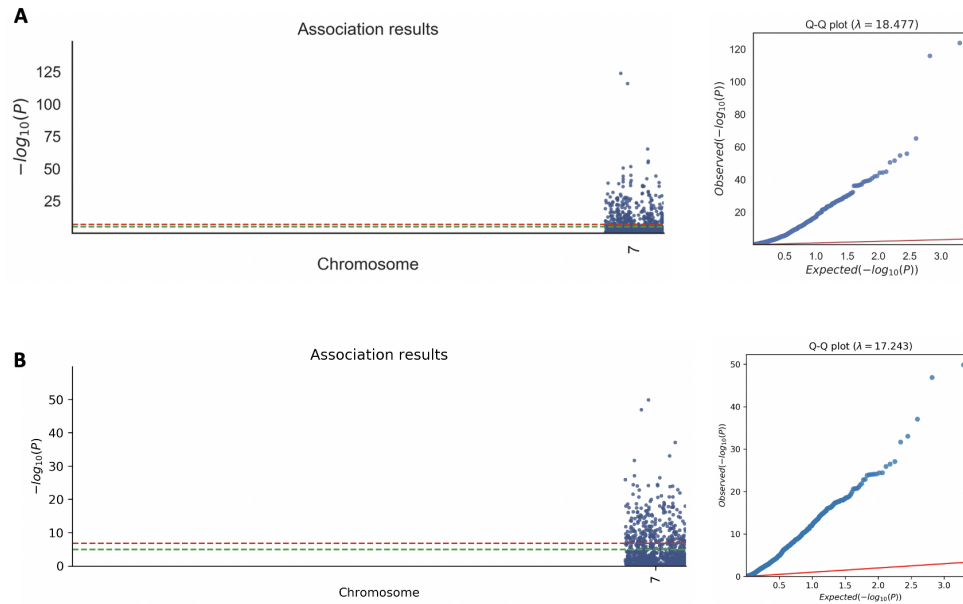 A
Association results
−log10(P)
125
100
75
50
25
7
Chromosome
Q-Q plot (λ = 18.477)
Observed(−log10(P))
120
100
80
60
40
20
0.5 1.0 1.5 2.0 2.5 3.0
Expected(−log10(P))
B
Association results
−log10(P)
50
40
30
20
10
0
7
Chromosome
Q-Q plot (λ = 17.243)
Observed(−log10(P))
50
40
30
20
10
0
0.5 1.0 1.5 2.0 2.5 3.0
Expected(−log10(P))